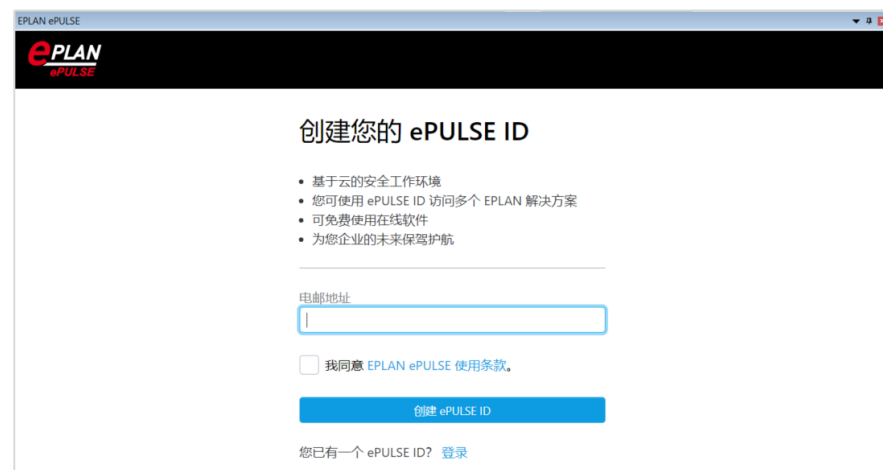 EPLAN ePULSE
ePLAN
ePULSE
创建您的 ePULSE ID
基于云的安全工作环境
您可使用 ePULSE ID 访问多个 EPLAN 解决方案
可免费使用在线软件
为您企业的未来保驾护航
电邮地址
我同意 EPLAN ePULSE 使用条款。
创建 ePULSE ID
您已有一个 ePULSE ID? 登录